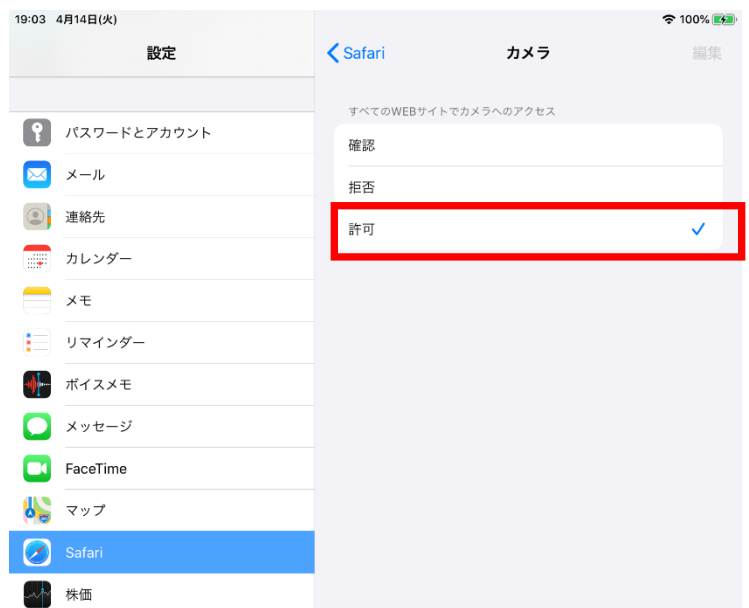 19:03 4月14日(火)
100%
設定
パスワードとアカウント
メール
連絡先
カレンダー
メモ
リマインダー
ボイスメモ
メッセージ
FaceTime
マップ
Safari
株価
Safari
カメラ
編集
すべてのWEBサイトでカメラへのアクセス
確認
拒否
許可